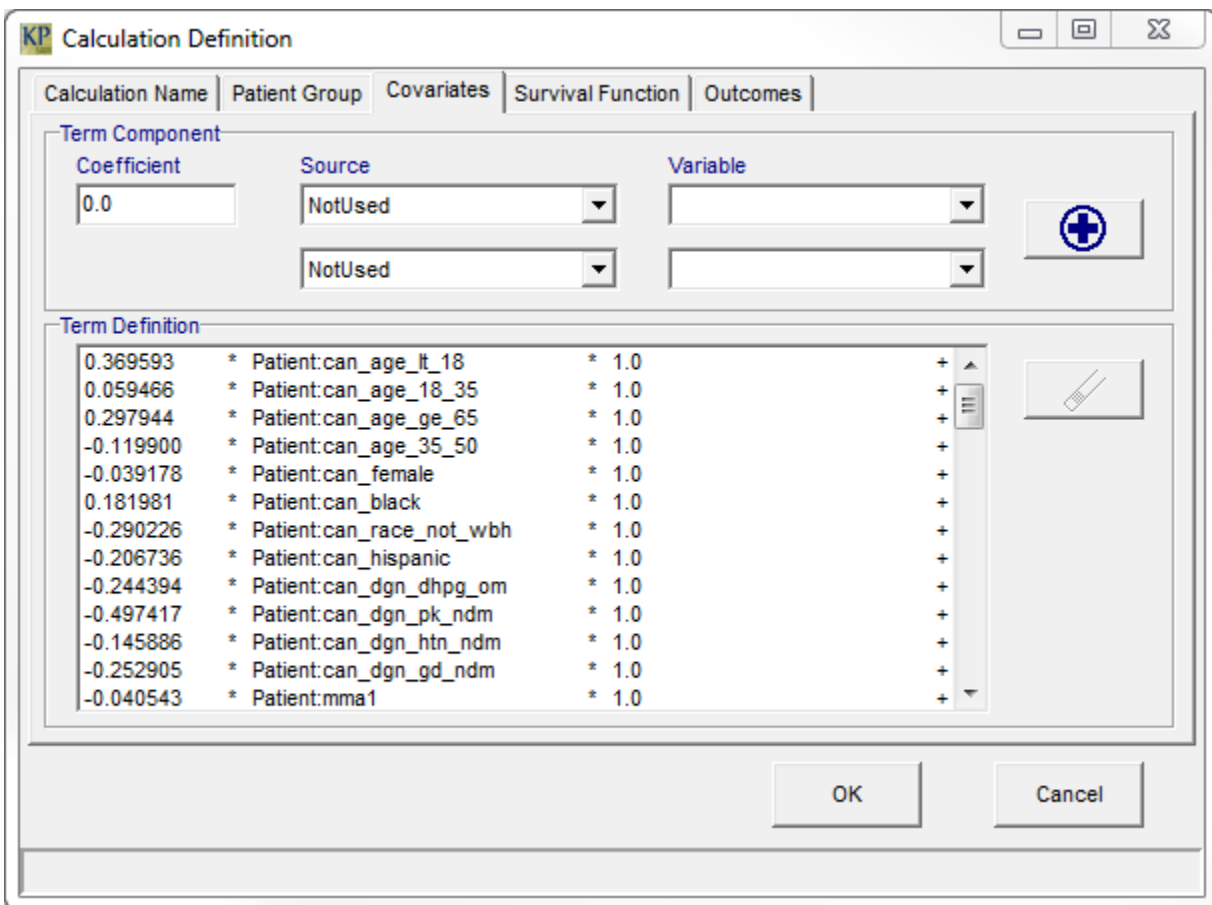 KP Calculation Definition
Calculation Name Patient Group Covariates Survival Function Outcomes
Term Component
Coefficient Source Variable
0.0 NotUsed
NotUsed
Term Definition
0.369593 * Patient:can_age_lt_18 * 1.0 +
0.059466 * Patient:can_age_18_35 * 1.0 +
0.297944 * Patient:can_age_ge_65 * 1.0 +
-0.119900 * Patient:can_age_35_50 * 1.0 +
-0.039178 * Patient:can_female * 1.0 +
0.181981 * Patient:can_black * 1.0 +
-0.290226 * Patient:can_race_not_wbh * 1.0 +
-0.206736 * Patient:can_hispanic * 1.0 +
-0.244394 * Patient:can_dgn_dhpg_om * 1.0 +
-0.497417 * Patient:can_dgn_pk_ndm * 1.0 +
-0.145886 * Patient:can_dgn_htn_ndm * 1.0 +
-0.252905 * Patient:can_dgn_gd_ndm * 1.0 +
-0.040543 * Patient:mma1 * 1.0 +
OK Cancel